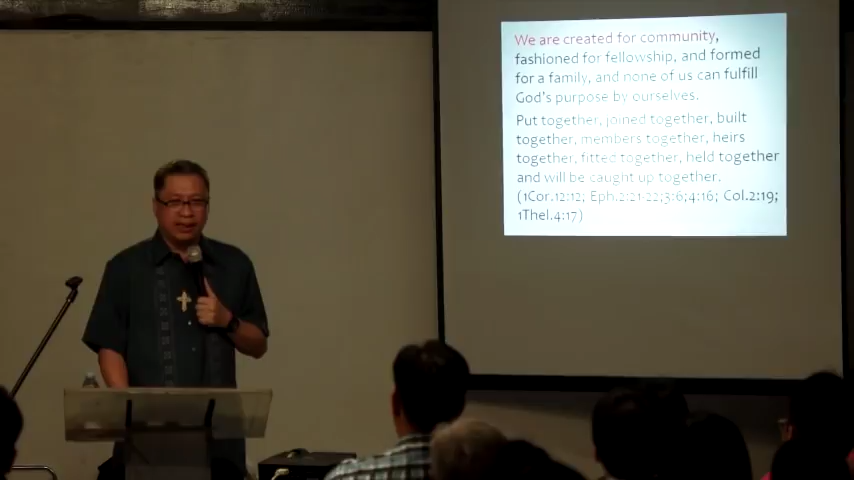 We are created for community,
fashioned for fellowship, and formed
for a family, and none of us can fulfill
God's purpose by ourselves.
Put together, joined together, built
together, members together, heirs
together, fitted together, held together
and will be caught up together.
(1Cor.12:12; Eph.2:21-22;3:6;4:16; Col.2:19;
1Thel.4:17)